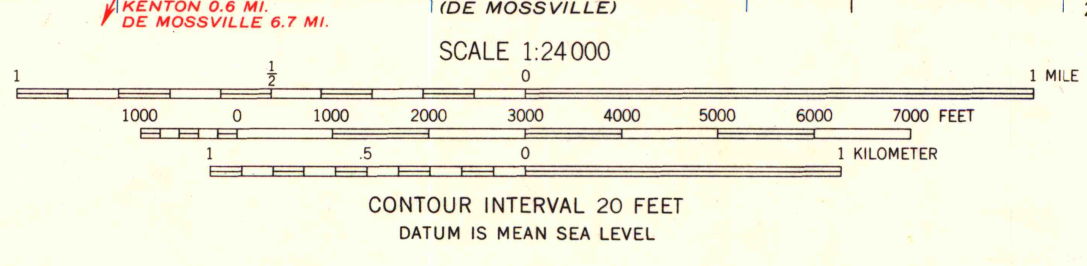 KENTON 0.6 MI.
DE MOSSVILLE 6.7 MI.
(DE MOSSVILLE)
SCALE 1:24 000
1 1/2 0 1 MILE
1000 0 1000 2000 3000 4000 5000 6000 7000 FEET
1 .5 0 1 KILOMETER
CONTOUR INTERVAL 20 FEET
DATUM IS MEAN SEA LEVEL